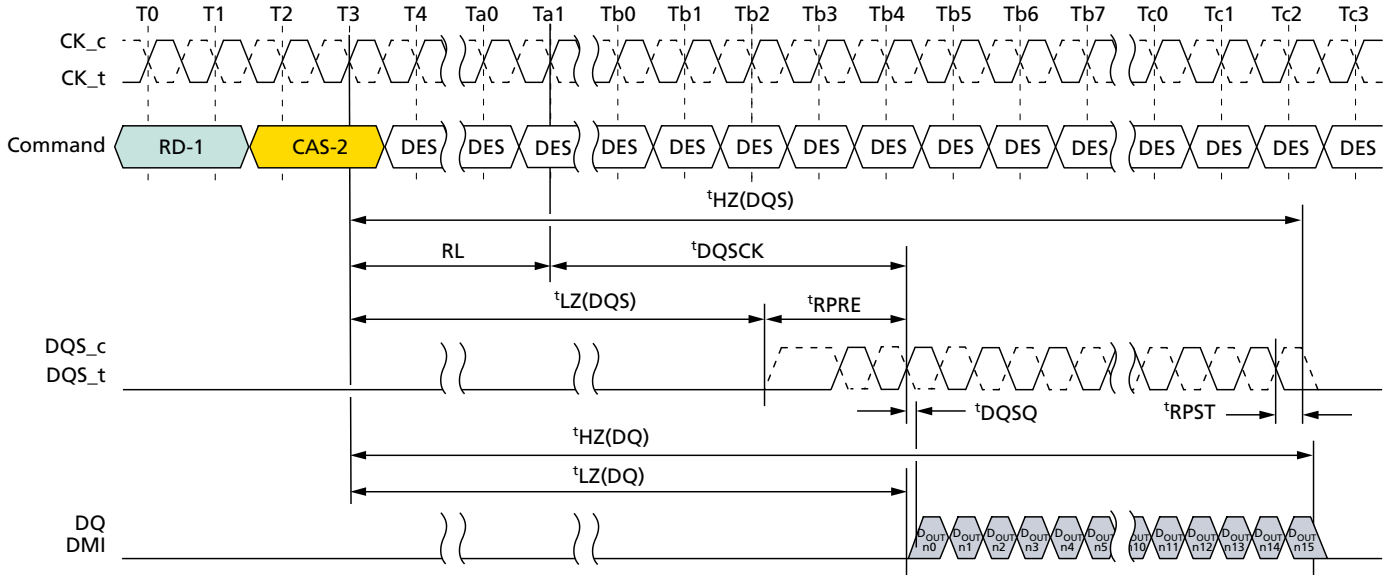 T0 T1 T2 T3 T4 Ta0 Ta1 Tb0 Tb1 Tb2 Tb3 Tb4 Tb5 Tb6 Tb7 Tc0 Tc1 Tc2 Tc3
CK_c
CK_t
Command RD-1 CAS-2 DES DES DES DES DES DES DES DES DES DES DES DES DES DES DES
tHZ(DQS)
RL tDQSCK
tLZ(DQS) tRPRE
DQS_c
DQS_t
tDQSQ tRPST
tHZ(DQ)
tLZ(DQ)
DQ
DMI
DOUT DOUT DOUT DOUT DOUT DOUT DOUT DOUT DOUT DOUT DOUT DOUT
n0 n1 n2 n3 n4 n5 n10 n11 n12 n13 n14 n15